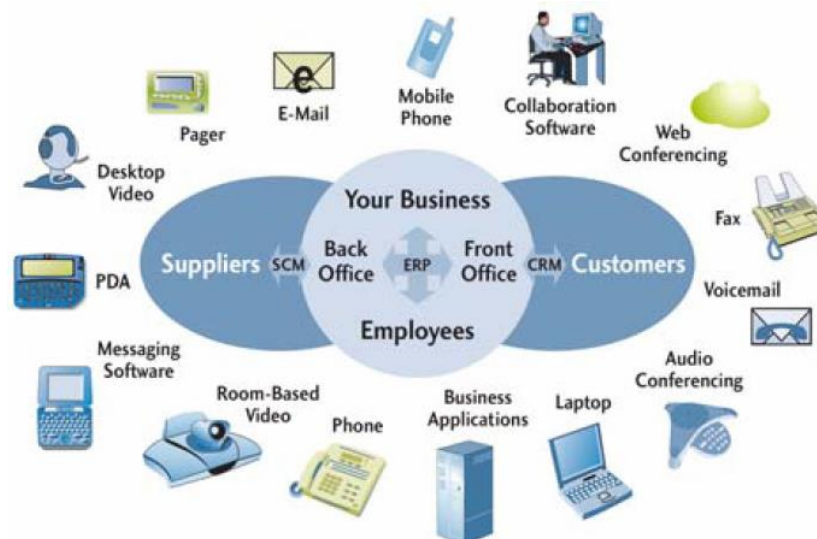 Mobile
Phone
Collaboration
Software
E-Mail
Pager
Web
Conferencing
Desktop
Video
Your Business
Fax
Suppliers
SCM
Back
Office
ERP
Front
Office
CRM
Customers
PDA
Voicemail
Employees
Messaging
Software
Audio
Conferencing
Room-Based
Video
Phone
Business
Applications
Laptop
e